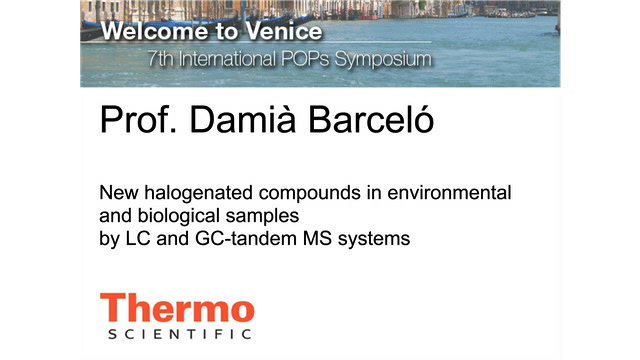 Welcome to Venice
7th International POPs Symposium
Prof. Damià Barceló
New halogenated compounds in environmental
and biological samples
by LC and GC-tandem MS systems
Thermo
SCIENTIFIC